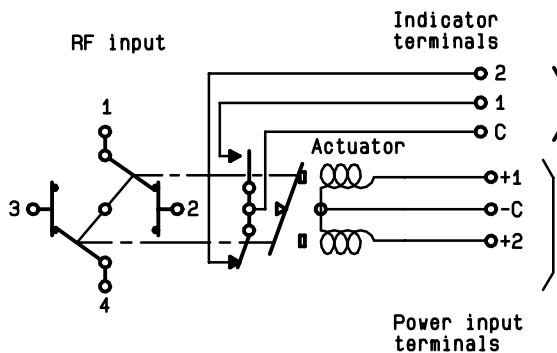 Indicator
terminals
RF input
2
1
1
C
Actuator
+1
3
2
-C
+2
4
Power input
terminals